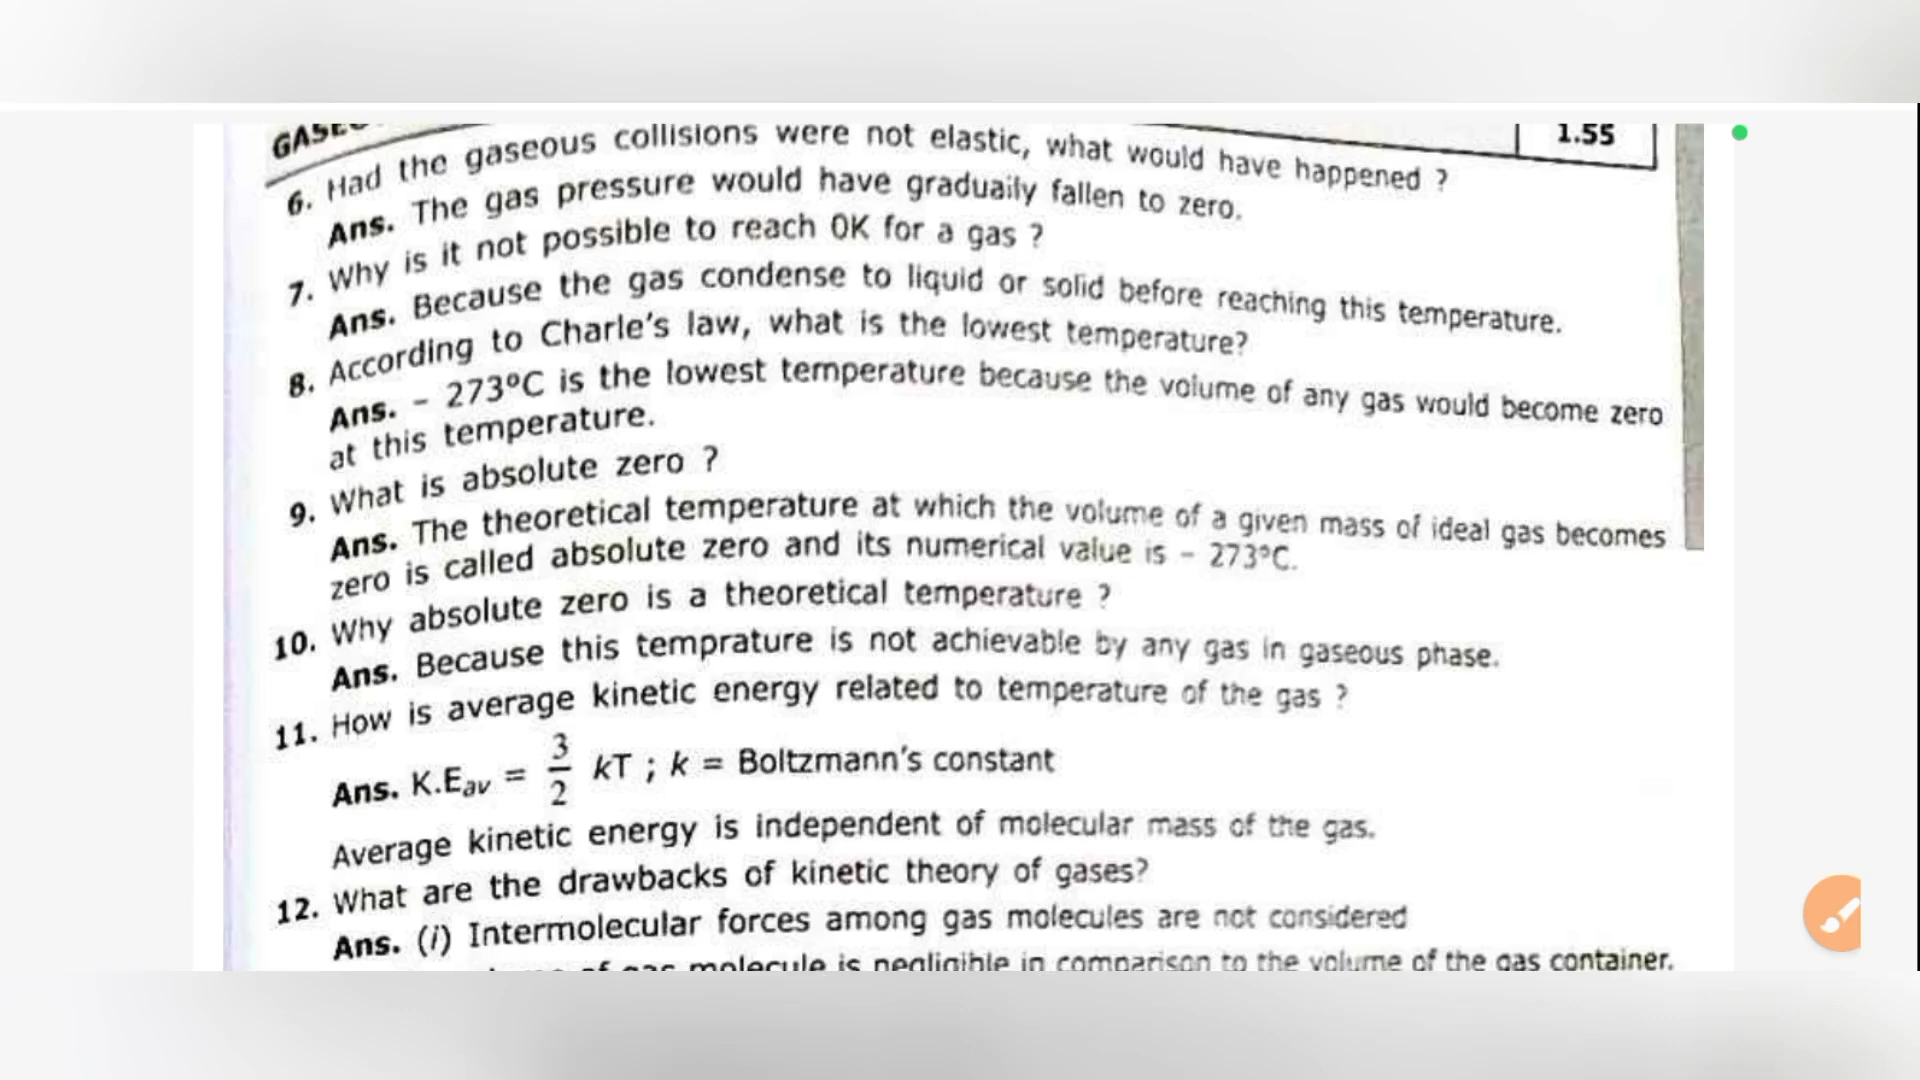 1.55
6. Had the gaseous collisions were not elastic, what would have happened ?
Ans. The gas pressure would have gradually fallen to zero.
7. Why is it not possible to reach 0K for a gas ?
Ans. Because the gas condense to liquid or solid before reaching this temperature.
8. According to Charle's law, what is the lowest temperature?
Ans. – 273°C is the lowest temperature because the volume of any gas would become zero
at this temperature.
9. What is absolute zero ?
Ans. The theoretical temperature at which the volume of a given mass of ideal gas becomes
zero is called absolute zero and its numerical value is – 273°C.
10. Why absolute zero is a theoretical temperature ?
Ans. Because this temprature is not achievable by any gas in gaseous phase.
11. How is average kinetic energy related to temperature of the gas ?
Ans. K.Eav = 3/2 kT ; k = Boltzmann's constant
Average kinetic energy is independent of molecular mass of the gas.
12. What are the drawbacks of kinetic theory of gases?
Ans. (i) Intermolecular forces among gas molecules are not considered
of gas molecule is negligible in comparison to the volume of the gas container.